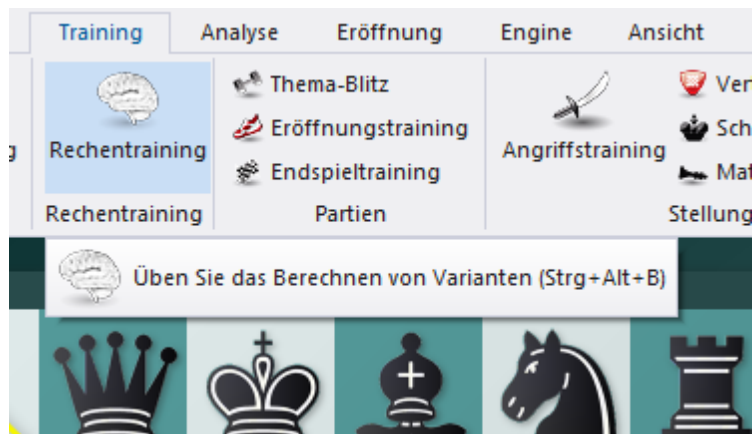 Training Analyse Eröffnung Engine Ansicht
Thema-Blitz
Eröffnungstraining
Rechentraining
Angriffstraining
Endspieltraining
Rechentraining Partien
Üben Sie das Berechnen von Varianten (Strg+Alt+B)